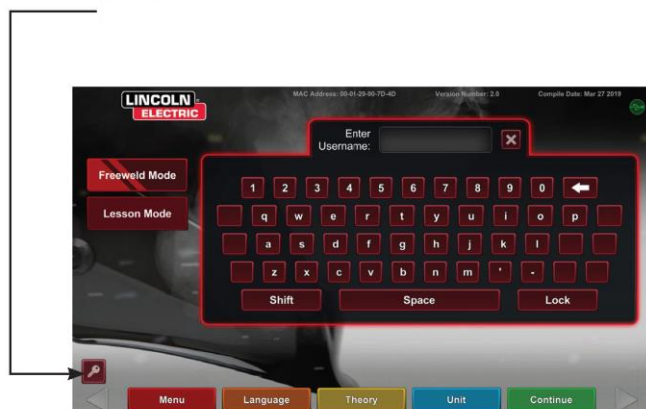 LINCOLN
ELECTRIC
MAC Address: 00-01-29-90-7D-4D Version Number: 2.0 Compile Date: Mar 27 2019
Enter
Username:
Freeweld Mode
Lesson Mode
1 2 3 4 5 6 7 8 9 0
q w e r t y u i o p
a s d f g h j k l
z x c v b n m ' -
Shift Space Lock
Menu Language Theory Unit Continue